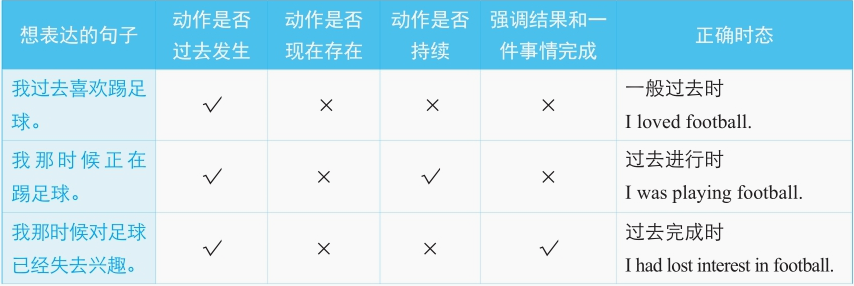 想表达的句子 动作是否过去发生 动作是否现在存在 动作是否持续 强调结果和一件事情完成 正确时态
我过去喜欢踢足球。 √ × × × 一般过去时
I loved football.
我那时候正在踢足球。 √ × √ × 过去进行时
I was playing football.
我那时候对足球已经失去兴趣。 √ × × √ 过去完成时
I had lost interest in football.